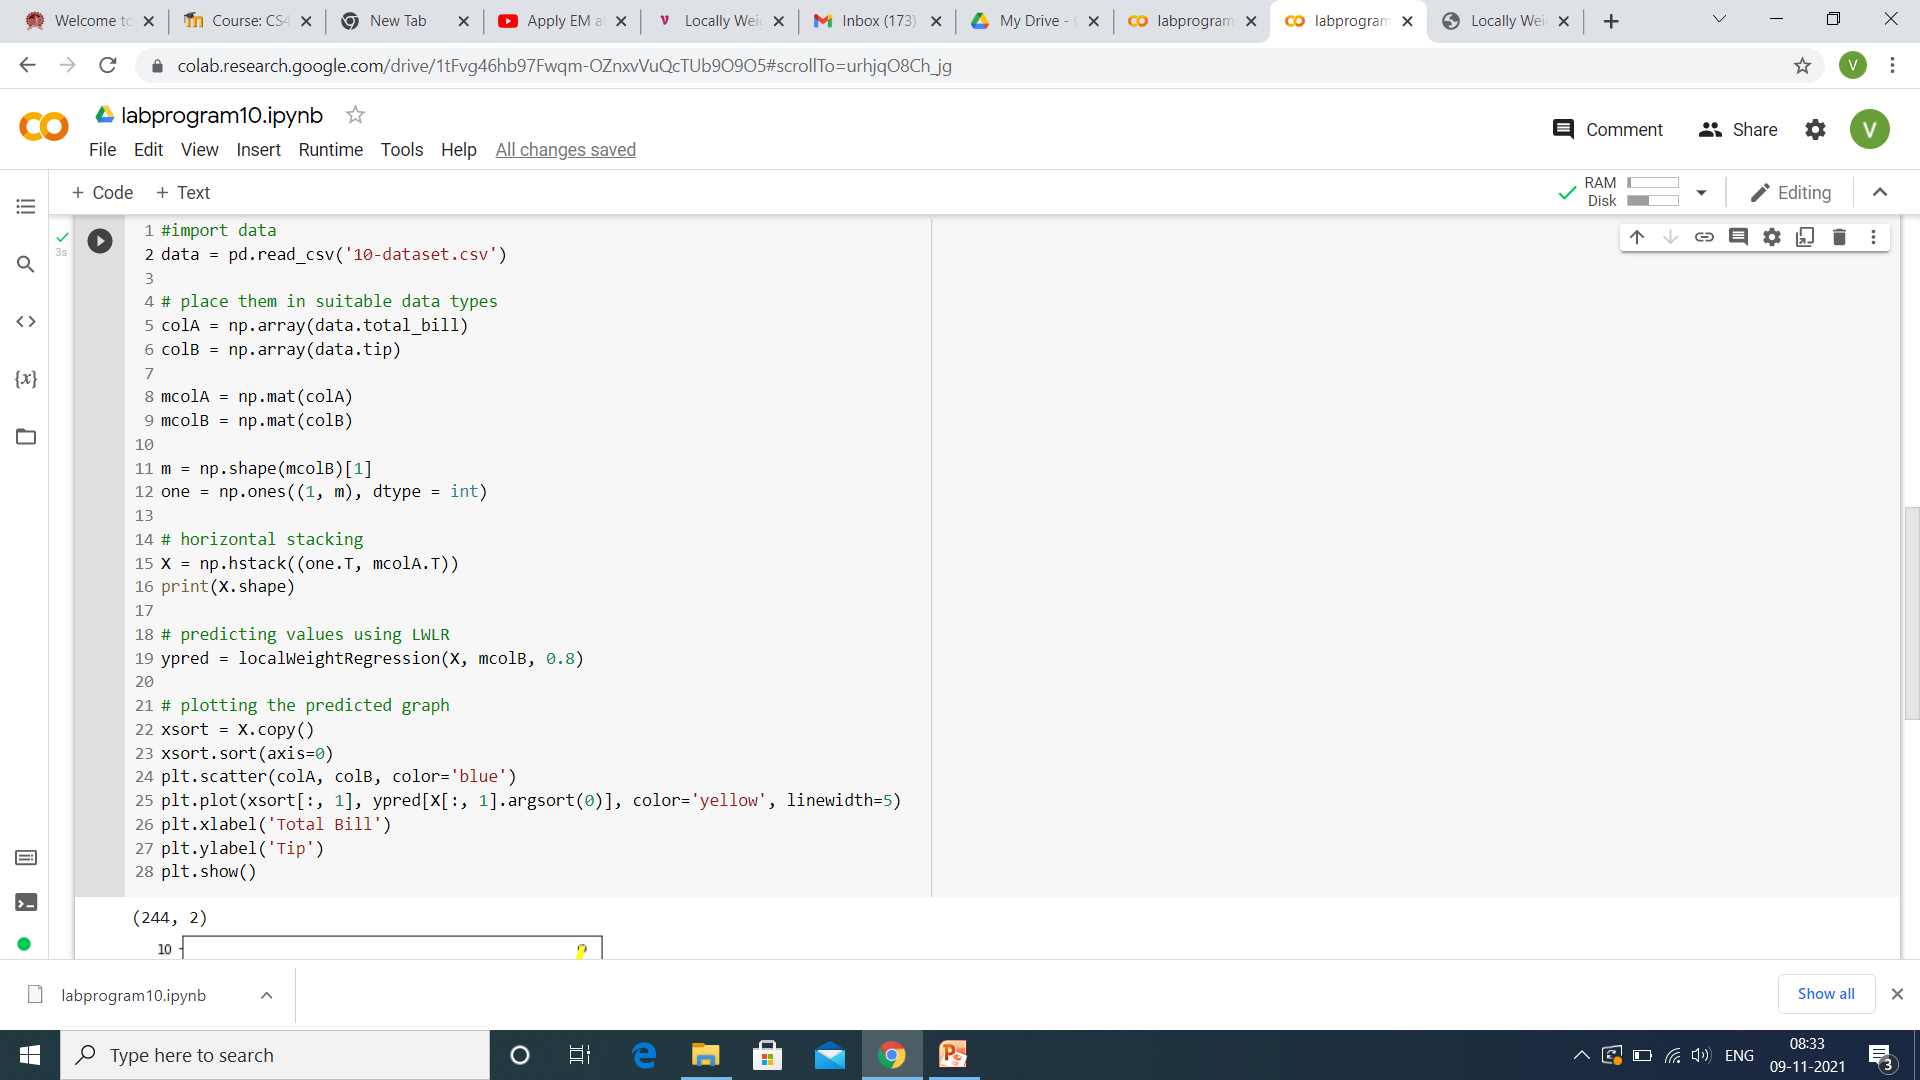 Welcome to
Course: CS4
New Tab
Apply EM a
Locally Wei
Inbox (173)
My Drive -
labprogram
labprogram
Locally Wei
colab.research.google.com/drive/1tFvg46hb97Fwqm-OZnxvVuQcTUb9O9O5#scrollTo=urhjqO8Ch_jg
V
labprogram10.ipynb
Comment
Share
V
File Edit View Insert Runtime Tools Help All changes saved
+ Code + Text
RAM
Disk
Editing
3s
1 #import data
2 data = pd.read_csv('10-dataset.csv')
3
4 # place them in suitable data types
5 colA = np.array(data.total_bill)
6 colB = np.array(data.tip)
7
8 mcolA = np.mat(colA)
9 mcolB = np.mat(colB)
10
11 m = np.shape(mcolB)[1]
12 one = np.ones((1, m), dtype = int)
13
14 # horizontal stacking
15 X = np.hstack((one.T, mcolA.T))
16 print(X.shape)
17
18 # predicting values using LWLR
19 ypred = localWeightRegression(X, mcolB, 0.8)
20
21 # plotting the predicted graph
22 xsort = X.copy()
23 xsort.sort(axis=0)
24 plt.scatter(colA, colB, color='blue')
25 plt.plot(xsort[:, 1], ypred[X[:, 1].argsort(0)], color='yellow', linewidth=5)
26 plt.xlabel('Total Bill')
27 plt.ylabel('Tip')
28 plt.show()
{x}
(244, 2)
10
labprogram10.ipynb
Show all
Type here to search
ENG
08:33
09-11-2021
3